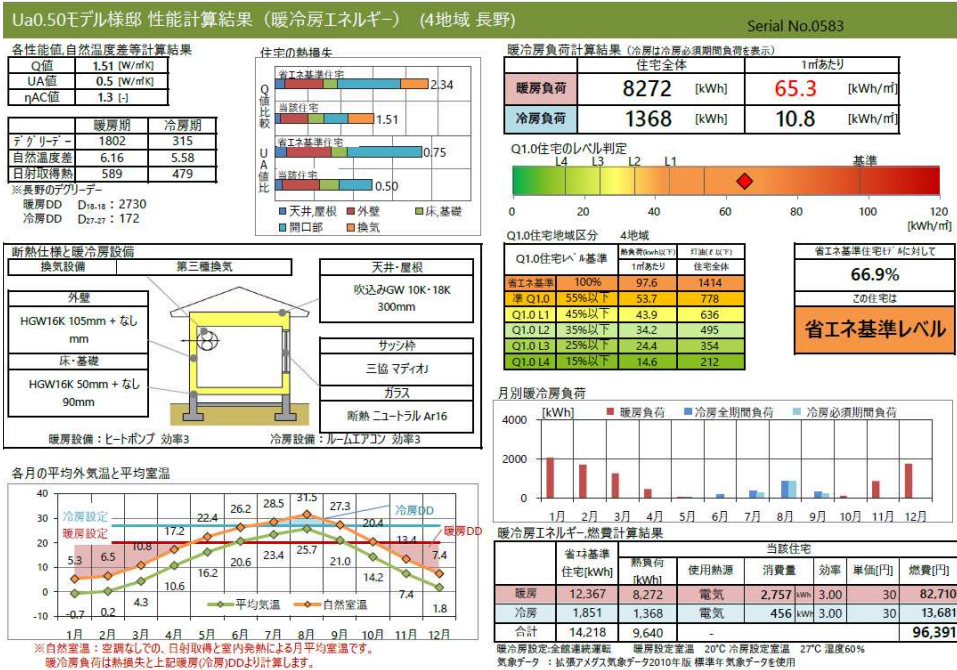 Ua0.50モデル様邸 性能計算結果（暖冷房エネルギー） (4地域 長野)
Serial No.0583
各性能値,自然温度差等計算結果
Q値 1.51 [W/㎡K]
UA値 0.5 [W/㎡K]
ηAC値 1.3 [-]
暖房期 冷房期
デグリーデー 1802 315
自然温度差 6.16 5.58
日射取得熱 589 479
※長野のデグリーデー
暖房DD D18-18：2730
冷房DD D27-27：172
住宅の熱損失
Q値比較
省エネ基準住宅
2.34
当該住宅
1.51
UA値比
省エネ基準住宅
0.75
当該住宅
0.50
天井,屋根 外壁 床,基礎
開口部 換気
暖冷房負荷計算結果（冷房は冷房必須期間負荷を表示）
住宅全体 1㎡あたり
暖房負荷 8272 [kWh] 65.3 [kWh/㎡]
冷房負荷 1368 [kWh] 10.8 [kWh/㎡]
Q1.0住宅のレベル判定
L4 L3 L2 L1 基準
0 20 40 60 80 100 120
[kWh/㎡]
断熱仕様と暖冷房設備
換気設備 第三種換気
外壁
HGW16K 105mm + なし
mm
床・基礎
HGW16K 50mm + なし
90mm
天井・屋根
吹込みGW 10K・18K
300mm
サッシ枠
三協 マディオJ
ガラス
断熱 ニュートラル Ar16
暖房設備：ヒートポンプ 効率3 冷房設備：ルームエアコン 効率3
Q1.0住宅地域区分 4地域
Q1.0住宅レベル基準 熱負荷(kwh以下) 灯油(ℓ以下)
1㎡あたり 住宅全体
省エネ基準 100% 97.6 1414
準 Q1.0 55%以下 53.7 778
Q1.0 L1 45%以下 43.9 636
Q1.0 L2 35%以下 34.2 495
Q1.0 L3 25%以下 24.4 354
Q1.0 L4 15%以下 14.6 212
省エネ基準住宅モデルに対して
66.9%
この住宅は
省エネ基準レベル
月別暖冷房負荷
[kWh] 暖房負荷 冷房全期間負荷 冷房必須期間負荷
4000
2000
0
1月 2月 3月 4月 5月 6月 7月 8月 9月 10月 11月 12月
各月の平均外気温と平均室温
40
30
20
10
0
-10
冷房設定
暖房設定
冷房DD
暖房DD
5.3 6.5 10.8 17.2 22.4 26.2 28.5 31.5 27.3 20.4 13.4 7.4
-0.7 0.2 4.3 10.6 16.2 20.6 23.4 25.7 21.0 14.2 7.4 1.8
平均気温 自然室温
1月 2月 3月 4月 5月 6月 7月 8月 9月 10月 11月 12月
※自然室温：空調なしでの、日射取得と室内発熱による月平均室温です。
暖冷房負荷は熱損失と上記暖房(冷房)DDより計算します。
暖冷房エネルギー,燃費計算結果
省エネ基準住宅[kWh] 当該住宅
熱負荷[kWh] 使用熱源 消費量 効率 単価[円] 燃費[円]
暖房 12,367 8,272 電気 2,757 kWh 3.00 30 82,710
冷房 1,851 1,368 電気 456 kWh 3.00 30 13,681
合計 14,218 9,640 - 96,391
暖冷房設定:全館連続運転 暖房設定室温 20℃ 冷房設定室温 27℃ 湿度60%
気象データ ：拡張アメダス気象データ2010年版 標準年気象データを使用